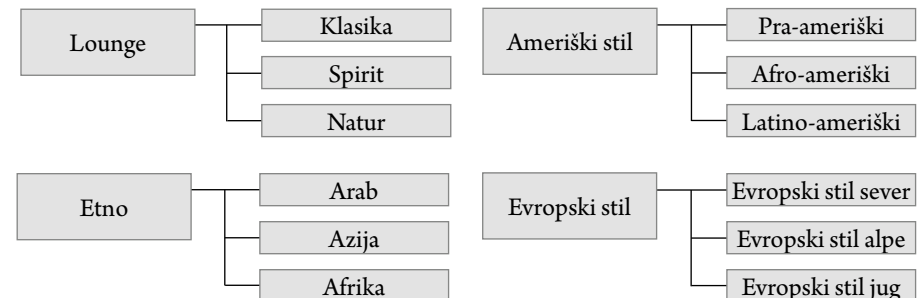 Lounge
Klasika
Spirit
Natur
Ameriški stil
Pra-ameriški
Afro-ameriški
Latino-ameriški
Etno
Arab
Azija
Afrika
Evropski stil
Evropski stil sever
Evropski stil alpe
Evropski stil jug